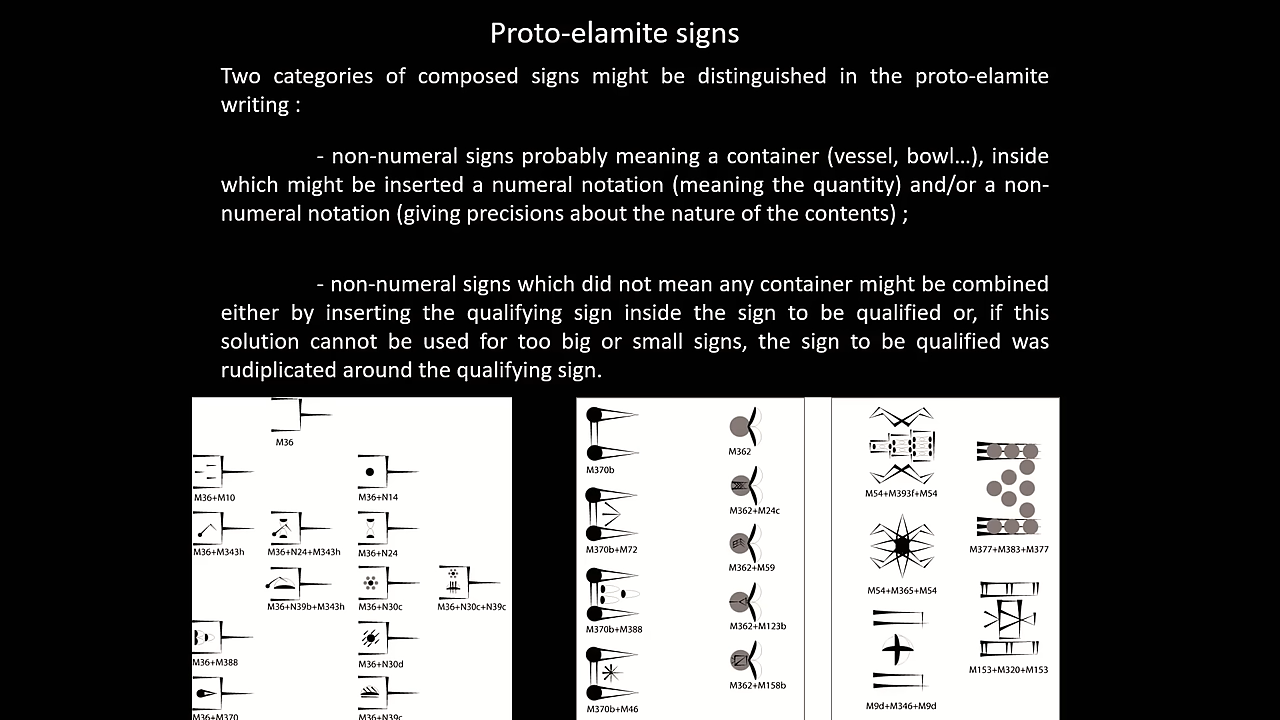 Proto-elamite signs
Two categories of composed signs might be distinguished in the proto-elamite
writing :
- non-numeral signs probably meaning a container (vessel, bowl...), inside
which might be inserted a numeral notation (meaning the quantity) and/or a non-
numeral notation (giving precisions about the nature of the contents) ;
- non-numeral signs which did not mean any container might be combined
either by inserting the qualifying sign inside the sign to be qualified or, if this
solution cannot be used for too big or small signs, the sign to be qualified was
rudiplicated around the qualifying sign.
M36
M36+M10
M36+N14
M36+M343h
M36+N24+M343h
M36+N24
M36+N39b+M343h
M36+N30c
M36+N30c+N39c
M36+M388
M36+N30d
M36+M370
M36+N39c
M370b
M370b+M72
M370b+M388
M370b+M46
M362
M362+M24c
M362+M59
M362+M123b
M362+M158b
M54+M393f+M54
M54+M365+M54
M9d+M346+M9d
M377+M383+M377
M153+M320+M153